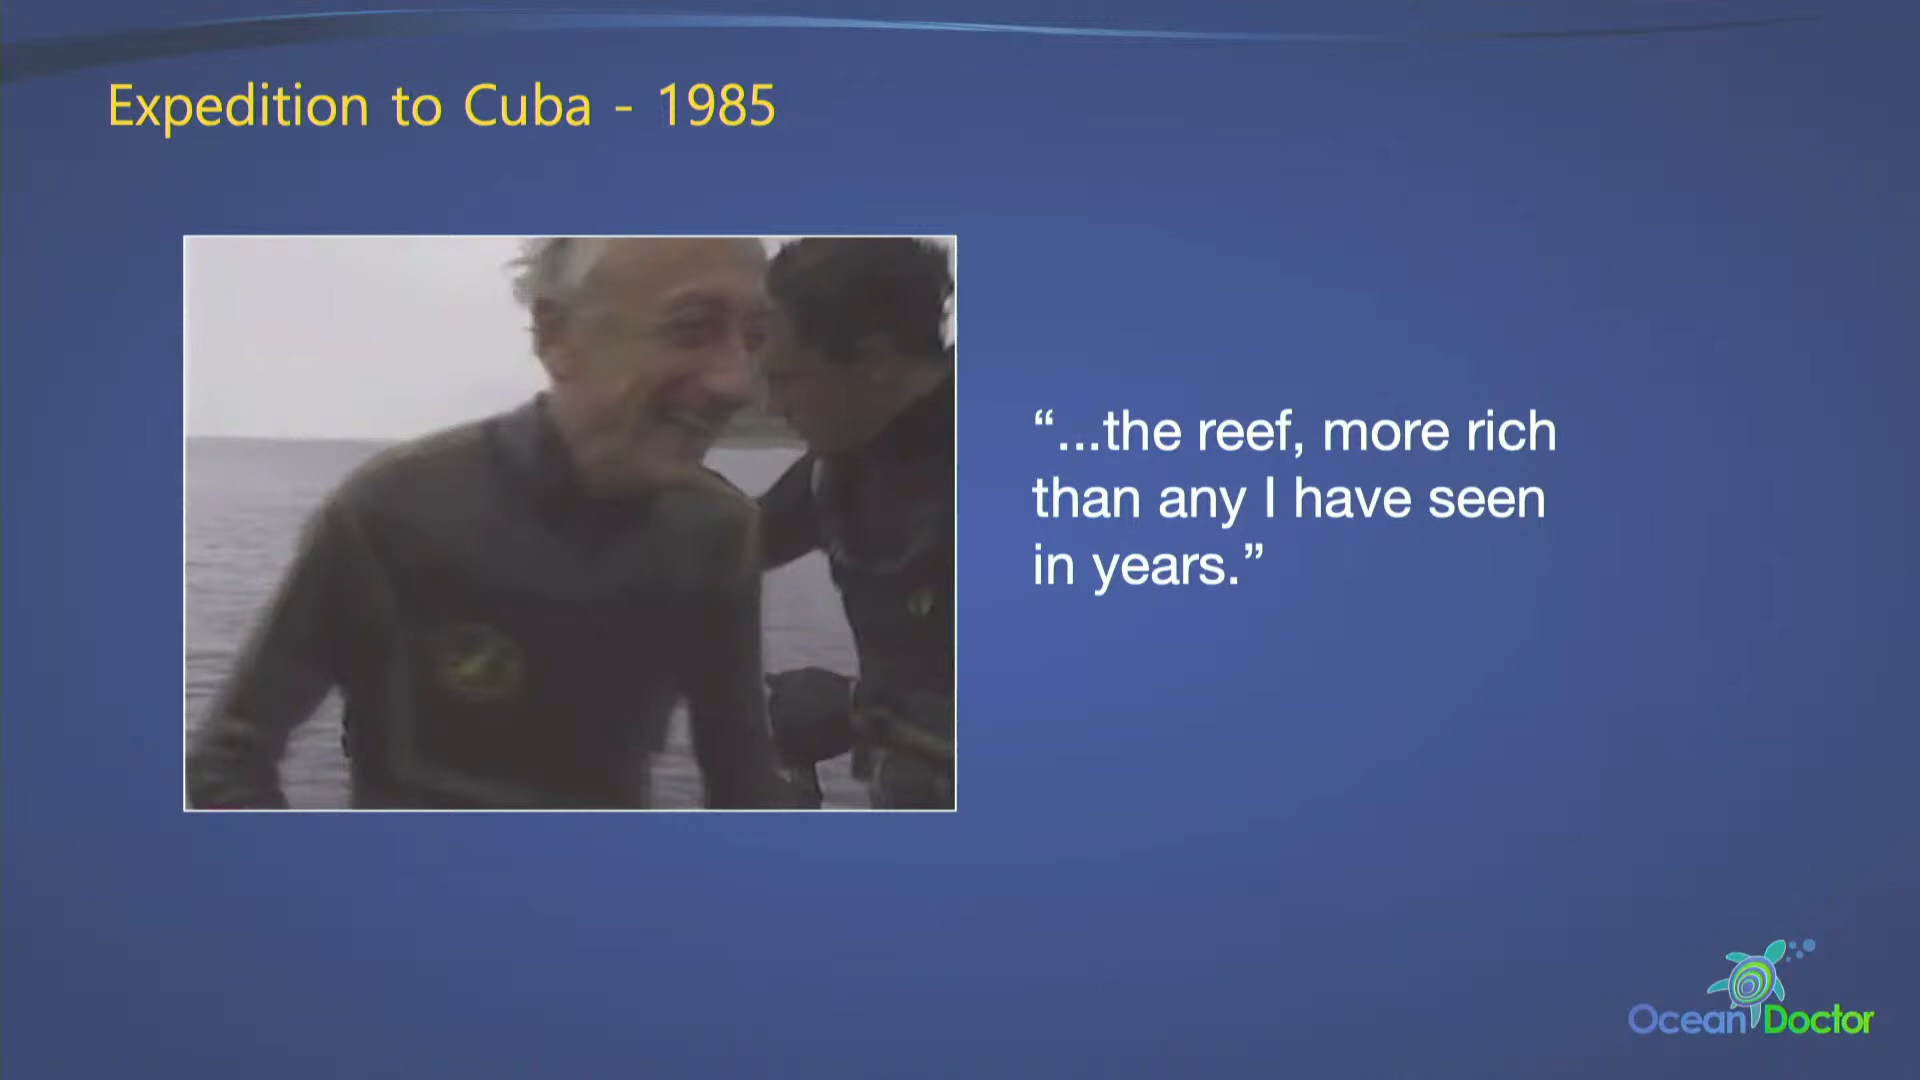 Expedition to Cuba - 1985
“...the reef, more rich
than any I have seen
in years.”
Ocean Doctor